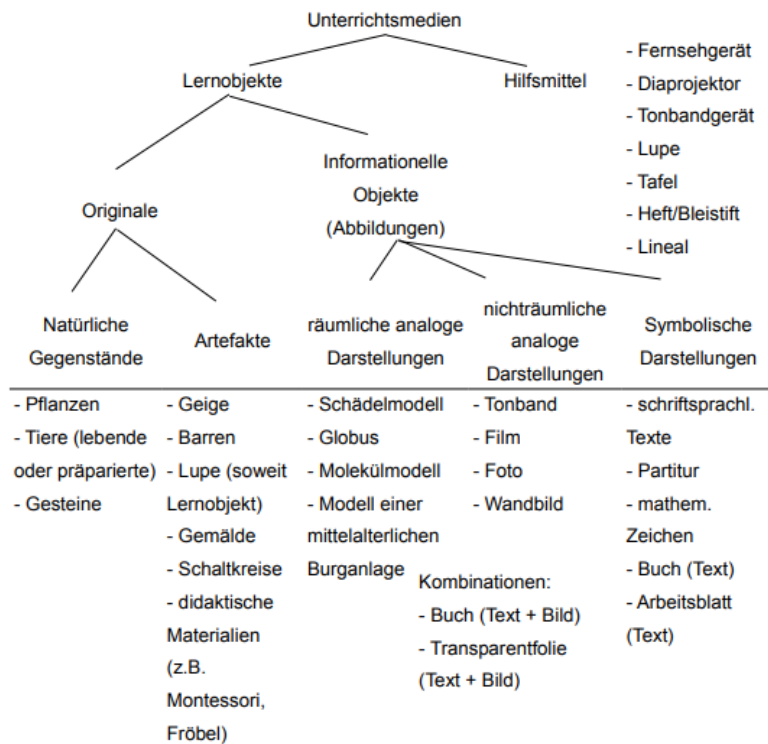 Unterrichtsmedien
Lernobjekte
Hilfsmittel
- Fernsehgerät
- Diaprojektor
- Tonbandgerät
- Lupe
- Tafel
- Heft/Bleistift
- Lineal
Originale
Informationelle
Objekte
(Abbildungen)
Natürliche
Gegenstände
Artefakte
räumliche analoge
Darstellungen
nichträumliche
analoge
Darstellungen
Symbolische
Darstellungen
- Pflanzen
- Tiere (lebende
oder präparierte)
- Gesteine
- Geige
- Barren
- Lupe (soweit
Lernobjekt)
- Gemälde
- Schaltkreise
- didaktische
Materialien
(z.B.
Montessori,
Fröbel)
- Schädelmodell
- Globus
- Molekülmodell
- Modell einer
mittelalterlichen
Burganlage
- Tonband
- Film
- Foto
- Wandbild
Kombinationen:
- Buch (Text + Bild)
- Transparentfolie
(Text + Bild)
- schriftsprachl.
Texte
- Partitur
- mathem.
Zeichen
- Buch (Text)
- Arbeitsblatt
(Text)